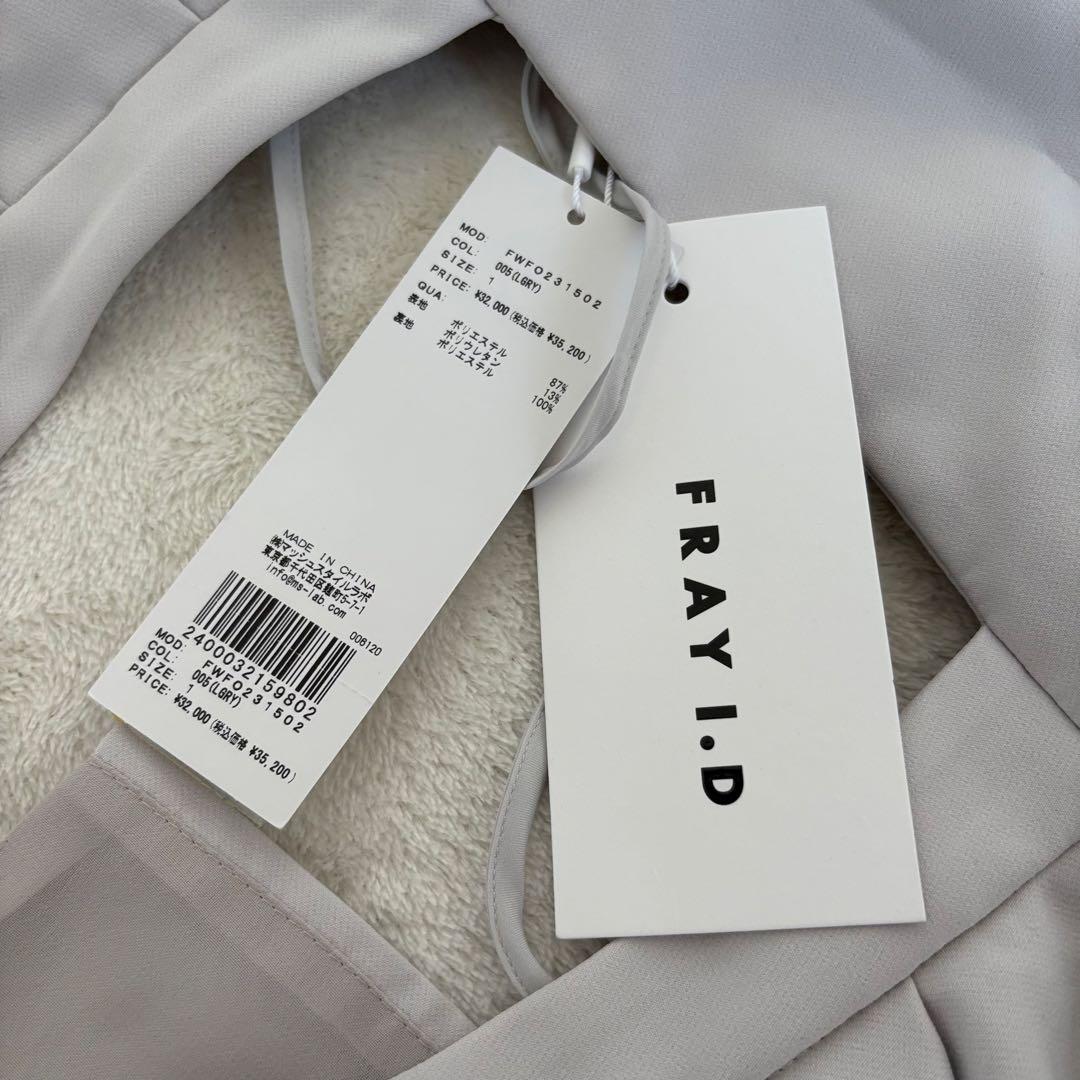 MOD: FWFO231502
COL: 005(LGRY)
SIZE: 1
PRICE: ¥32,000(税込価格 ¥35,200)
QUA:
表地 ポリエステル 87%
ポリウレタン 13%
裏地 ポリエステル 100%
MADE IN CHINA
㈱マッシュスタイルラボ
東京都千代田区麹町5-7-1
info@ms-lab.com
008120
2400032159802
MOD: FWFO231502
COL: 005(LGRY)
SIZE: 1
PRICE: ¥32,000(税込価格 ¥35,200)
FRAY I.D